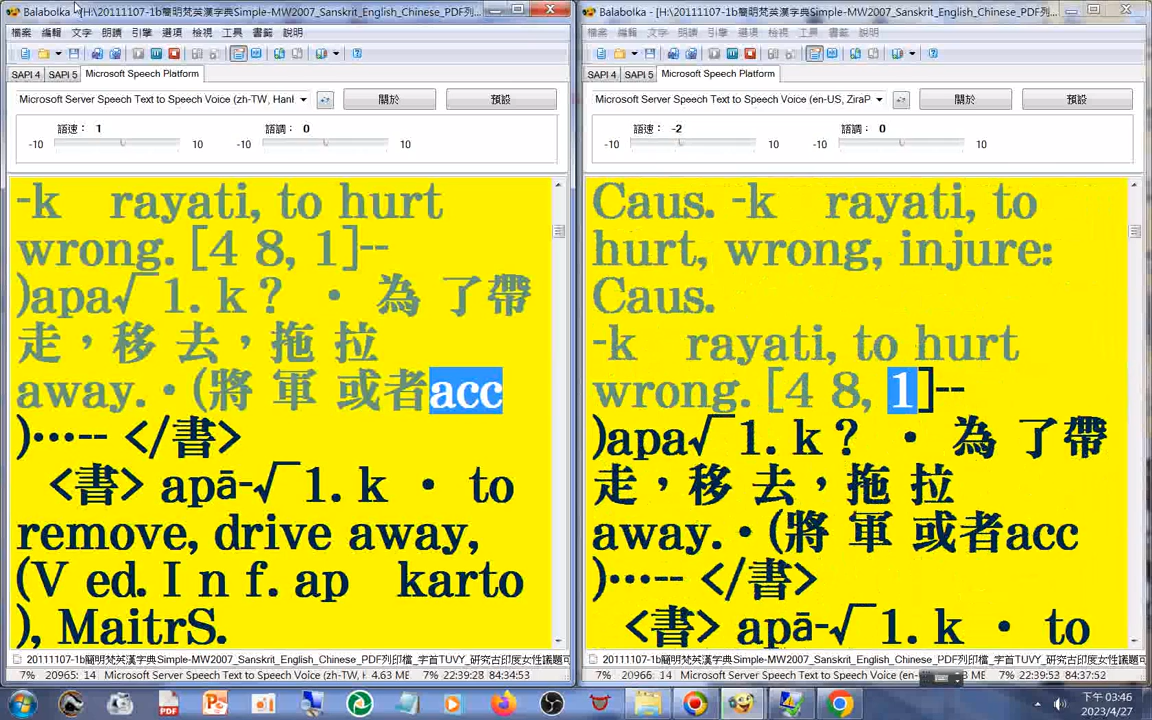 Balabolka - [H:\20111107-1b簡明梵英漢字典Simple-MW2007_Sanskrit_English_Chinese_PDF列...
檔案 編輯 文字 朗讀 引擎 選項 檢視 工具 書籤 說明
SAPI 4 SAPI 5 Microsoft Speech Platform
Microsoft Server Speech Text to Speech Voice (zh-TW, Hanl 關於 預設
語速: 1 語調: 0
-10 10 -10 10
-k rayati, to hurt
wrong. [4 8, 1]--
)apa√ 1. k ? • 為 了帶
走，移 去，拖 拉
away. • (將 軍 或者acc
)…-- </書>
<書> apā-√ 1. k • to
remove, drive away,
(V ed. I n f. ap karto
), MaitrS.
20111107-1b簡明梵英漢字典Simple-MW2007_Sanskrit_English_Chinese_PDF列印檔_字首TUVY_研究古印度女性議題可
7% 20965: 14 Microsoft Server Speech Text to Speech Voice (zh-TW, H 4.63 ME 7% 22:39:28 84:34:53
Balabolka - [H:\20111107-1b簡明梵英漢字典Simple-MW2007_Sanskrit_English_Chinese_PDF列...
檔案 編輯 文字 朗讀 引擎 選項 檢視 工具 書籤 說明
SAPI 4 SAPI 5 Microsoft Speech Platform
Microsoft Server Speech Text to Speech Voice (en-US, ZiraP 關於 預設
語速: -2 語調: 0
-10 10 -10 10
Caus. -k rayati, to
hurt, wrong, injure:
Caus.
-k rayati, to hurt
wrong. [4 8, 1]--
)apa√ 1. k ? • 為 了帶
走，移 去，拖 拉
away. • (將 軍 或者acc
)…-- </書>
<書> apā-√ 1. k • to
20111107-1b簡明梵英漢字典Simple-MW2007_Sanskrit_English_Chinese_PDF列印檔_字首TUVY_研究古印度女性議題可
7% 20966: 14 Microsoft Server Speech Text to Speech Voice 4.63 MB 7% 22:39:53 84:37:52
下午 03:46
2023/4/27